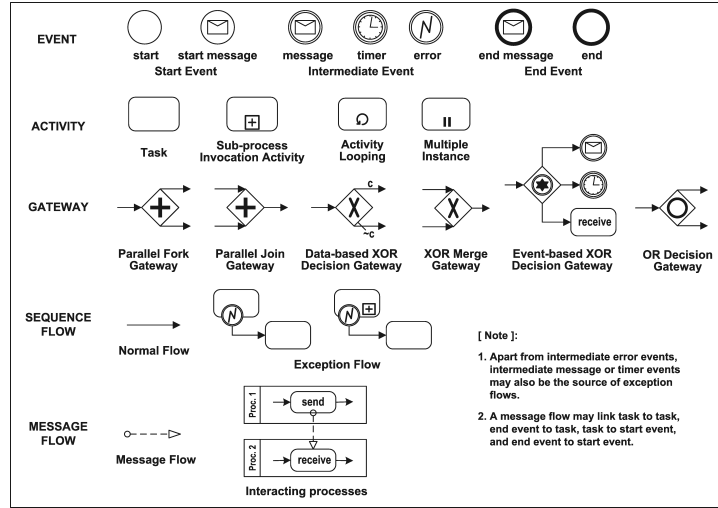 EVENT
start
start message
message
timer
error
end message
end
Start Event
Intermediate Event
End Event
ACTIVITY
Task
Sub-process
Invocation Activity
Activity
Looping
Multiple
Instance
GATEWAY
c
~c
receive
Parallel Fork
Gateway
Parallel Join
Gateway
Data-based XOR
Decision Gateway
XOR Merge
Gateway
Event-based XOR
Decision Gateway
OR Decision
Gateway
SEQUENCE
FLOW
Normal Flow
Exception Flow
[ Note ]:
1. Apart from intermediate error events,
intermediate message or timer events
may also be the source of exception
flows.
2. A message flow may link task to task,
end event to task, task to start event,
and end event to start event.
MESSAGE
FLOW
Message Flow
Proc. 1
send
Proc. 2
receive
Interacting processes